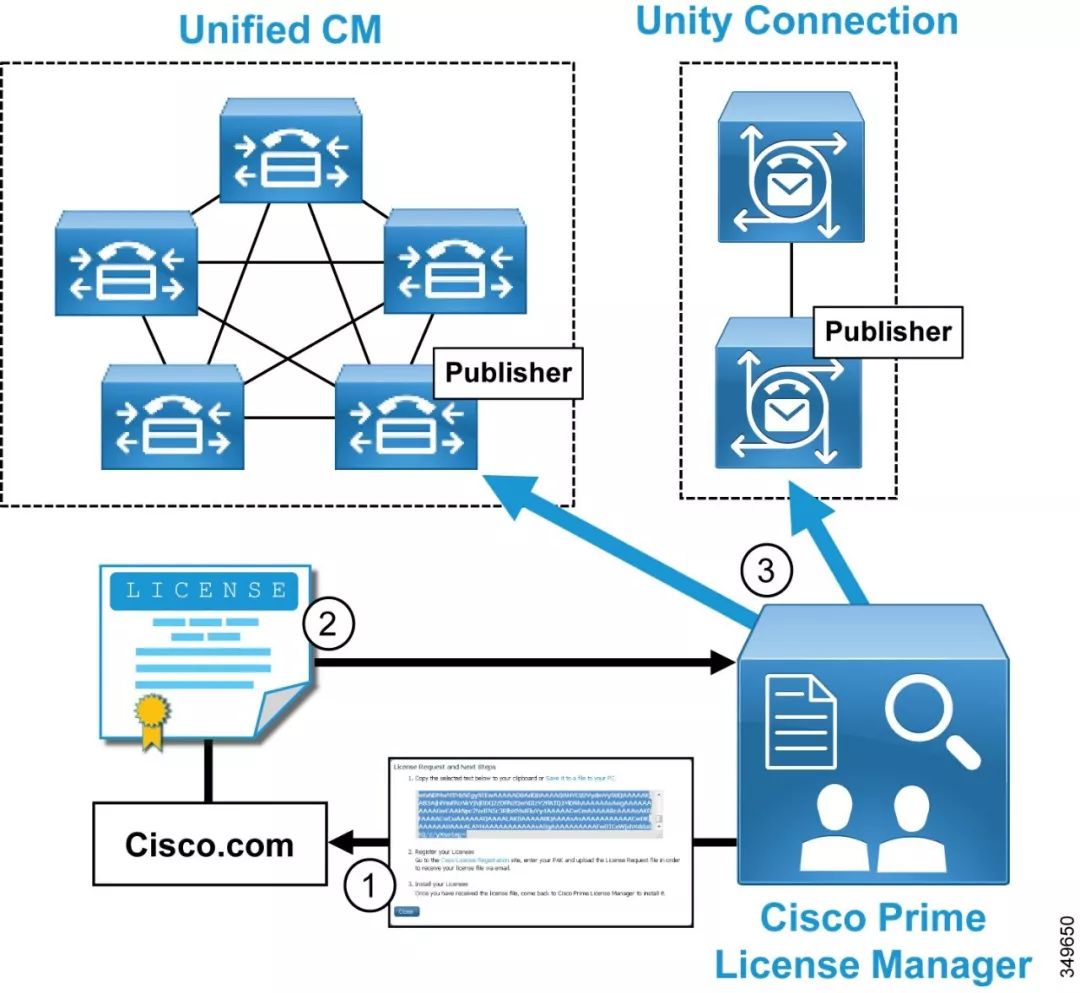 Unified CM
Unity Connection
Publisher
Publisher
3
LICENSE
2
License Request and Next Steps
1. Copy the selected text below to your clipboard or Save it to a file to your PC:
2. Register your Licenses
Go to the Cisco License Registration site, enter your PAK and upload the License Request file in order
to receive your license file via email.
3. Install your Licenses
Once you have received the license file, come back to Cisco Prime License Manager to install it.
Close
Cisco.com
1
Cisco Prime
License Manager
349650